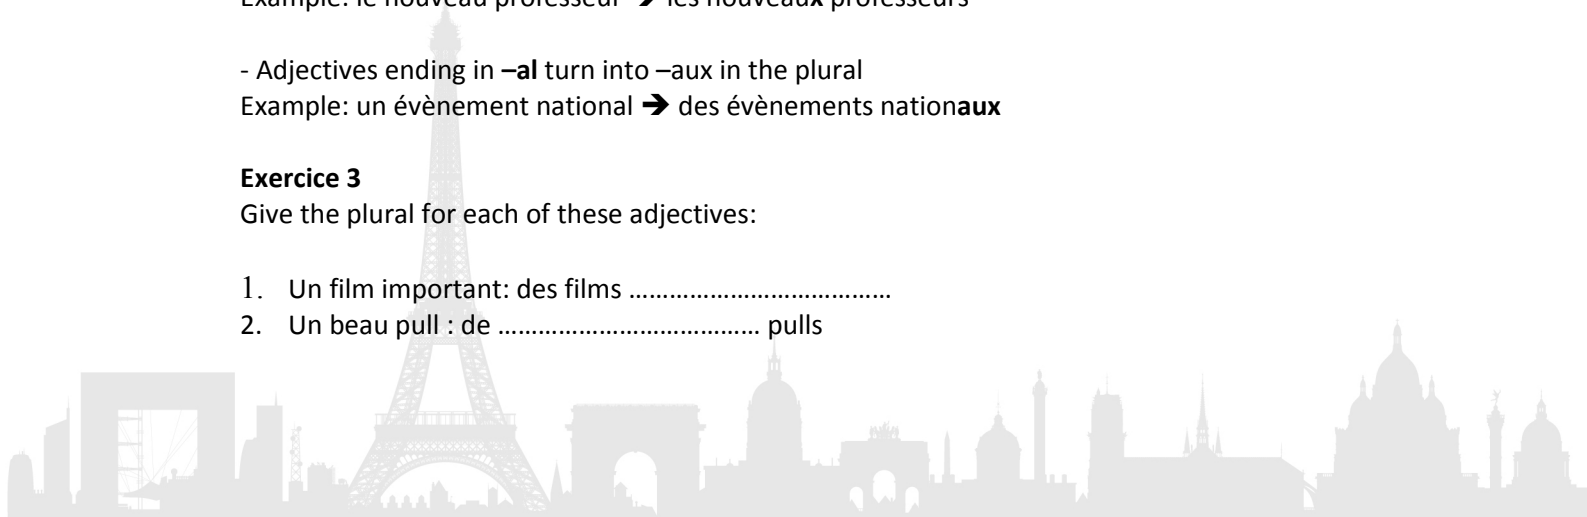 Example: le nouveau professeur ➔ les nouveaux professeurs
- Adjectives ending in –al turn into –aux in the plural
Example: un évènement national ➔ des évènements nationaux
Exercice 3
Give the plural for each of these adjectives:
1. Un film important: des films …………………………………
2. Un beau pull : de ………………………………… pulls